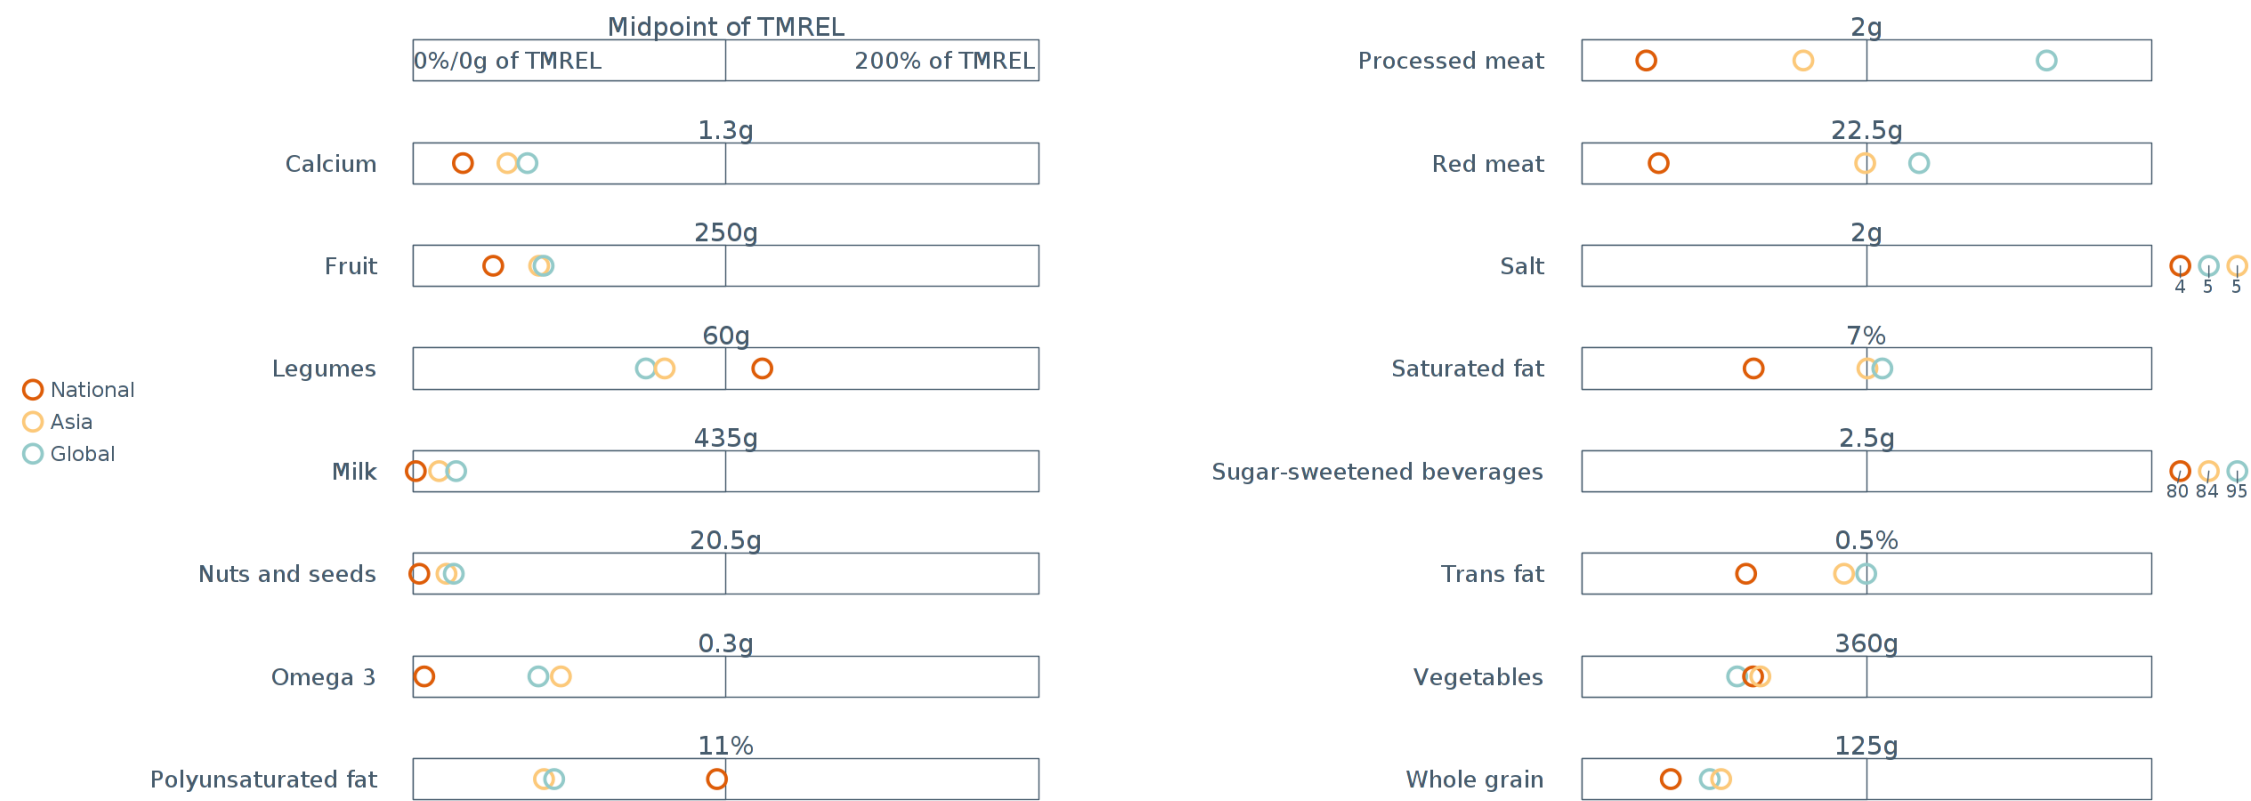 Midpoint of TMREL
0%/0g of TMREL 200% of TMREL
1.3g
Calcium
250g
Fruit
60g
Legumes
National
Asia
Global
435g
Milk
20.5g
Nuts and seeds
0.3g
Omega 3
11%
Polyunsaturated fat
2g
Processed meat
22.5g
Red meat
2g
Salt
4 5 5
7%
Saturated fat
2.5g
Sugar-sweetened beverages
80 84 95
0.5%
Trans fat
360g
Vegetables
125g
Whole grain